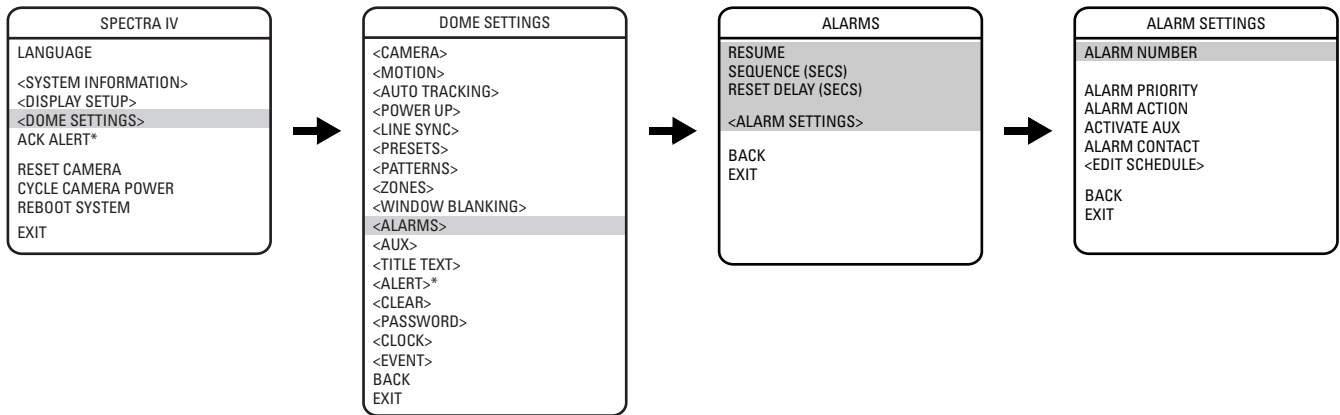 SPECTRA IV
LANGUAGE
<SYSTEM INFORMATION>
<DISPLAY SETUP>
<DOME SETTINGS>
ACK ALERT*
RESET CAMERA
CYCLE CAMERA POWER
REBOOT SYSTEM
EXIT
DOME SETTINGS
<CAMERA>
<MOTION>
<AUTO TRACKING>
<POWER UP>
<LINE SYNC>
<PRESETS>
<PATTERNS>
<ZONES>
<WINDOW BLANKING>
<ALARMS>
<AUX>
<TITLE TEXT>
<ALERT>*
<CLEAR>
<PASSWORD>
<CLOCK>
<EVENT>
BACK
EXIT
ALARMS
RESUME
SEQUENCE (SECS)
RESET DELAY (SECS)
<ALARM SETTINGS>
BACK
EXIT
ALARM SETTINGS
ALARM NUMBER
ALARM PRIORITY
ALARM ACTION
ACTIVATE AUX
ALARM CONTACT
<EDIT SCHEDULE>
BACK
EXIT